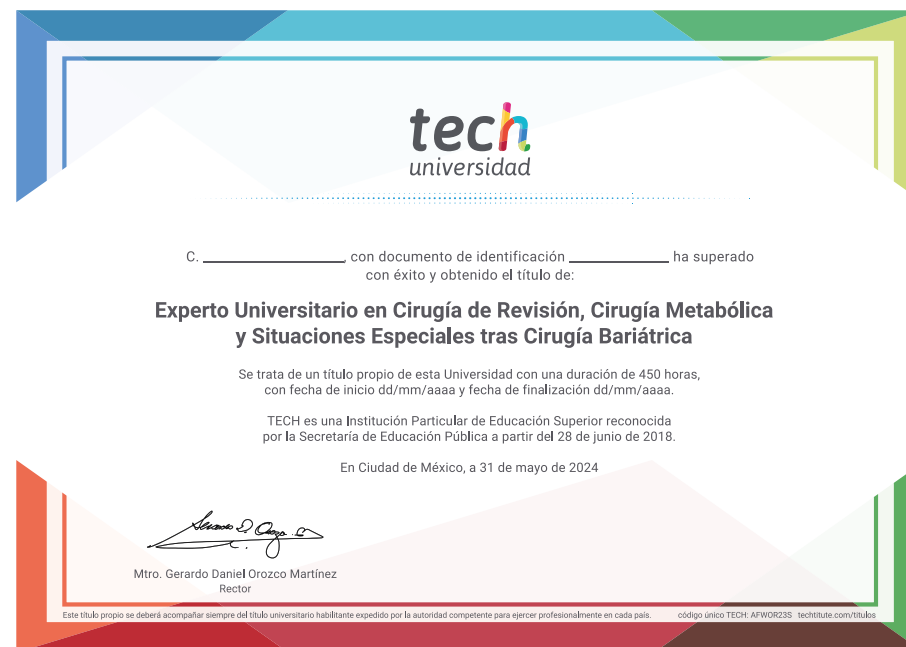 tech
universidad
C. ____________, con documento de identificación ____________ ha superado
con éxito y obtenido el título de:
Experto Universitario en Cirugía de Revisión, Cirugía Metabólica
y Situaciones Especiales tras Cirugía Bariátrica
Se trata de un título propio de esta Universidad con una duración de 450 horas,
con fecha de inicio dd/mm/aaaa y fecha de finalización dd/mm/aaaa.
TECH es una Institución Particular de Educación Superior reconocida
por la Secretaría de Educación Pública a partir del 28 de junio de 2018.
En Ciudad de México, a 31 de mayo de 2024
Mtro. Gerardo Daniel Orozco Martínez
Rector
Este título propio se deberá acompañar siempre del título universitario habilitante expedido por la autoridad competente para ejercer profesionalmente en cada país. código único TECH: AFWOR23S techtitute.com/titulos